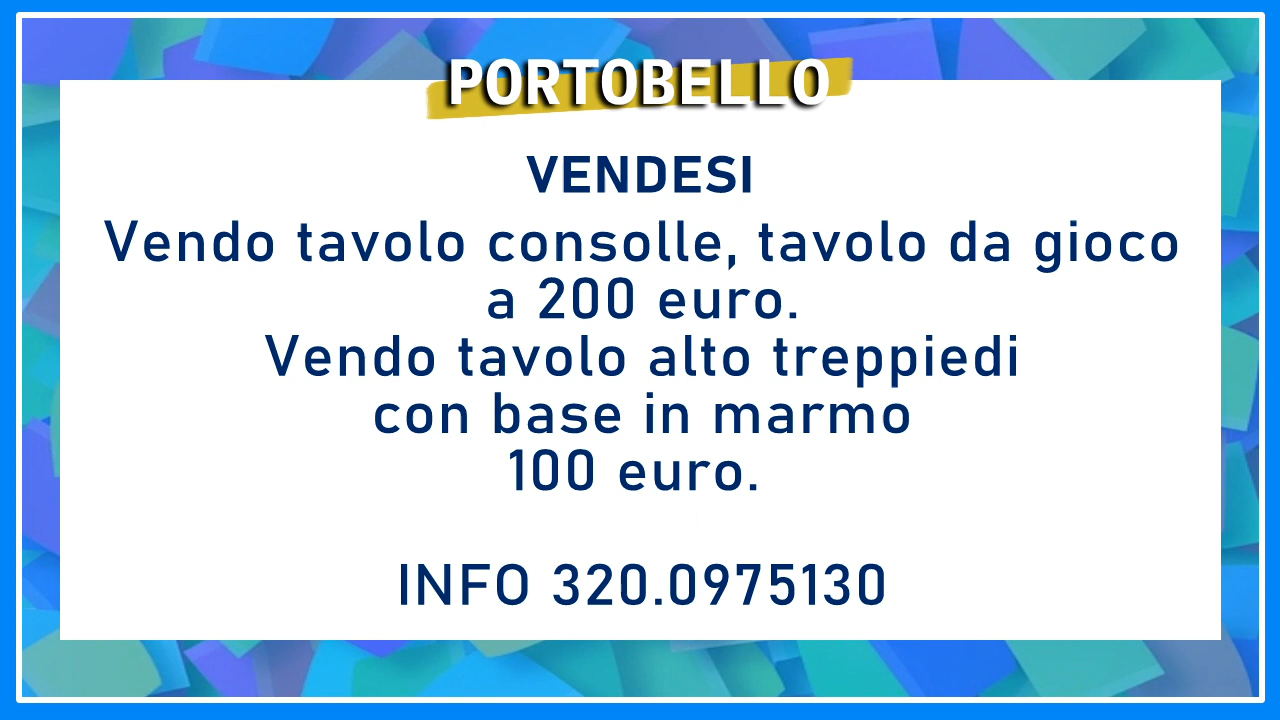 PORTOBELLO
VENDESI
Vendo tavolo consolle, tavolo da gioco
a 200 euro.
Vendo tavolo alto treppiedi
con base in marmo
100 euro.
INFO 320.0975130